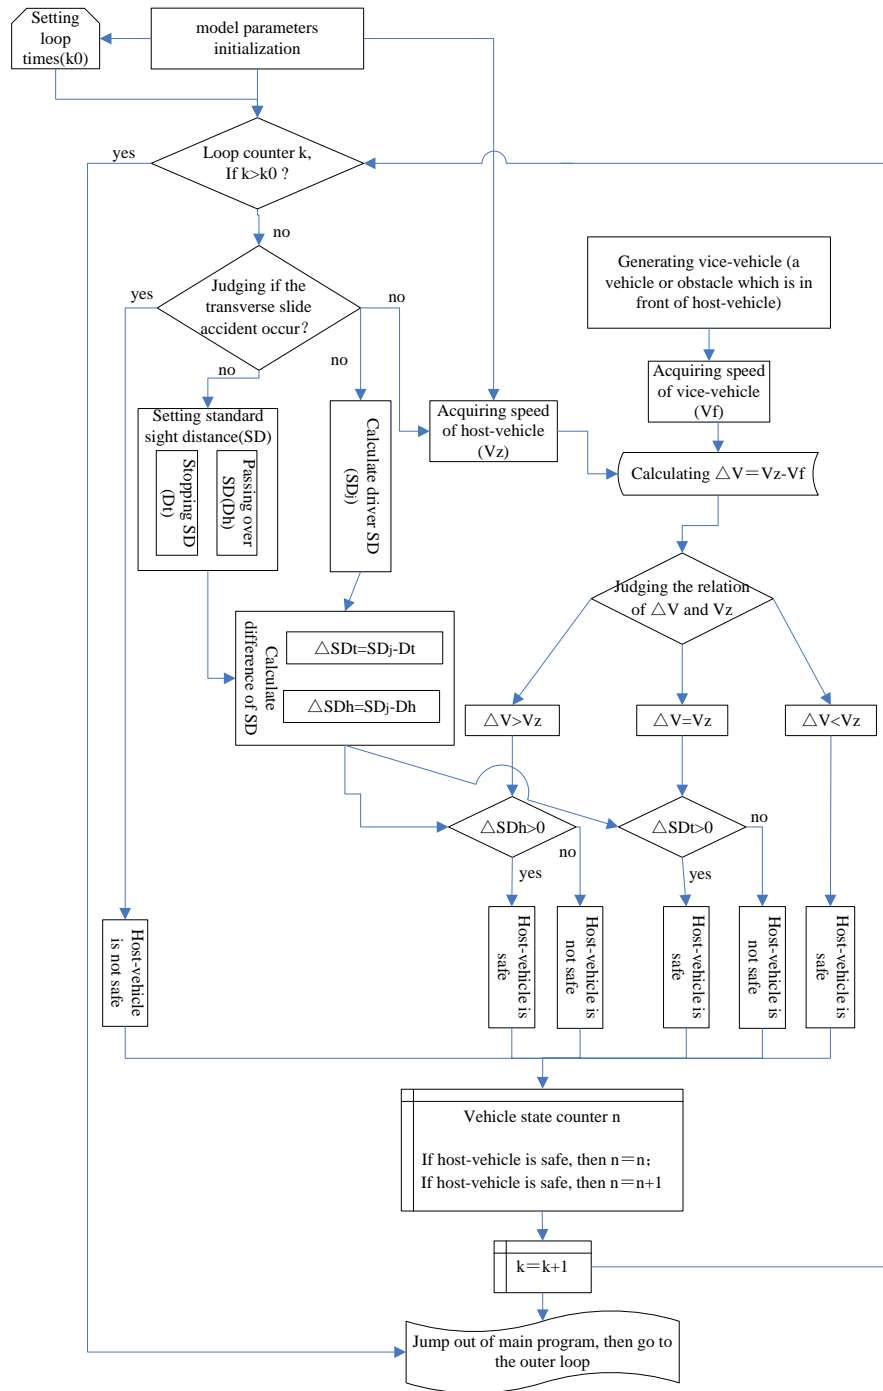 Setting
loop
times(k0)
model parameters
initialization
yes
Loop counter k,
If k>k0 ?
no
yes
Judging if the
transverse slide
accident occur?
no
no
no
Generating vice-vehicle (a
vehicle or obstacle which is in
front of host-vehicle)
Acquiring speed
of vice-vehicle
(Vf)
Setting standard
sight distance(SD)
Stopping SD
(Dt)
Passing over
SD(Dh)
Calculate driver SD
(SDj)
Acquiring speed
of host-vehicle
(Vz)
Calculating △V=Vz-Vf
Judging the relation
of △V and Vz
Calculate
difference of SD
△SDt=SDj-Dt
△SDh=SDj-Dh
△V>Vz
△V=Vz
△V<Vz
△SDh>0
no
yes
△SDt>0
no
yes
Host-vehicle
is not safe
Host-vehicle is
safe
Host-vehicle is
not safe
Host-vehicle is
safe
Host-vehicle is
not safe
Host-vehicle is
safe
Vehicle state counter n
If host-vehicle is safe, then n=n;
If host-vehicle is safe, then n=n+1
k=k+1
Jump out of main program, then go to
the outer loop